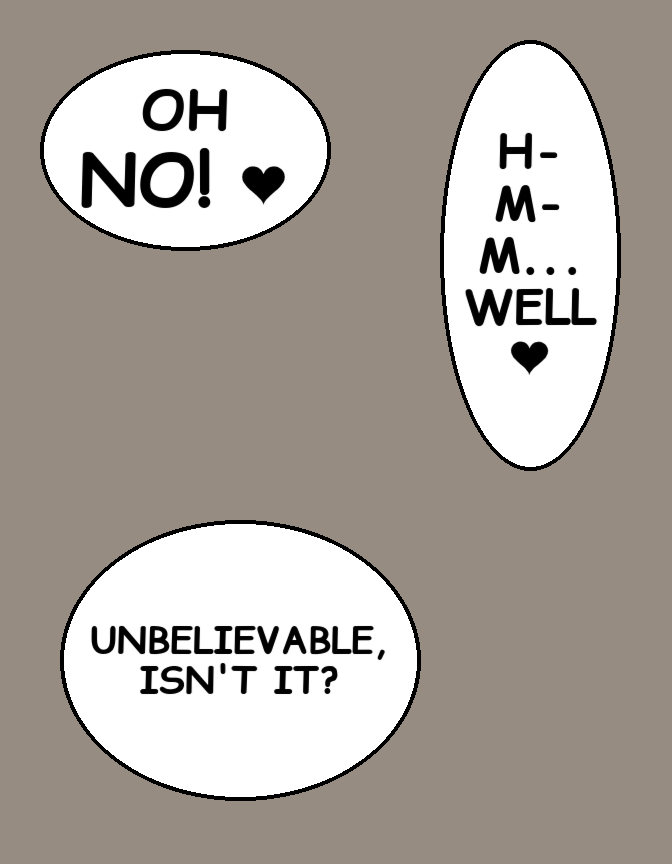 OH
NO! ♥
H-
M-
M...
WELL
♥
UNBELIEVABLE,
ISN'T IT?